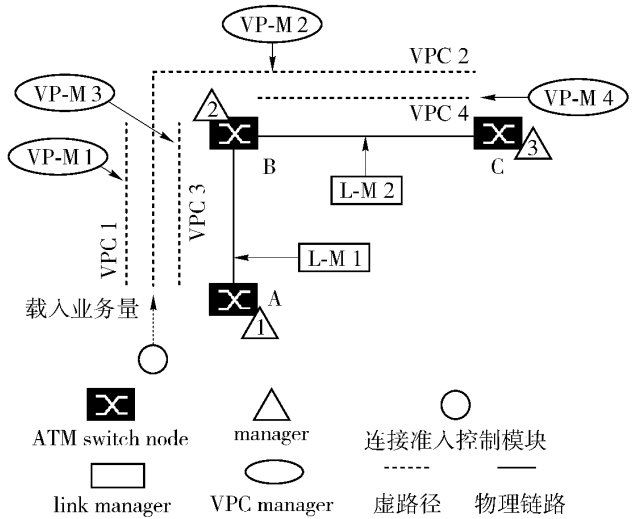 VP-M 2
VPC 2
VP-M 3
VP-M 4
VPC 4
2
3
VP-M 1
B
C
L-M 2
VPC 1
VPC 3
L-M 1
A
载入业务量
1
ATM switch node
manager
连接准入控制模块
link manager
VPC manager
虚路径
物理链路